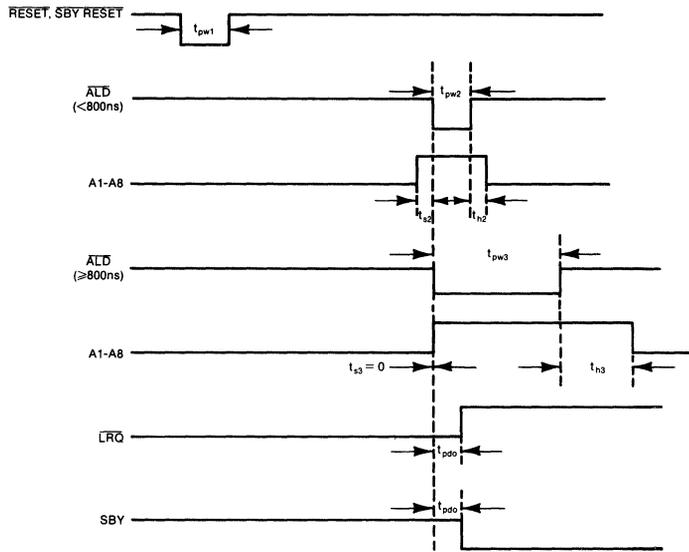 RESET, SBY RESET
tpw1
ALD
(<800ns)
tpw2
A1-A8
ts2
th2
ALD
(≥800ns)
tpw3
A1-A8
ts3 = 0
th3
LRQ
tpdo
SBY
tpdo